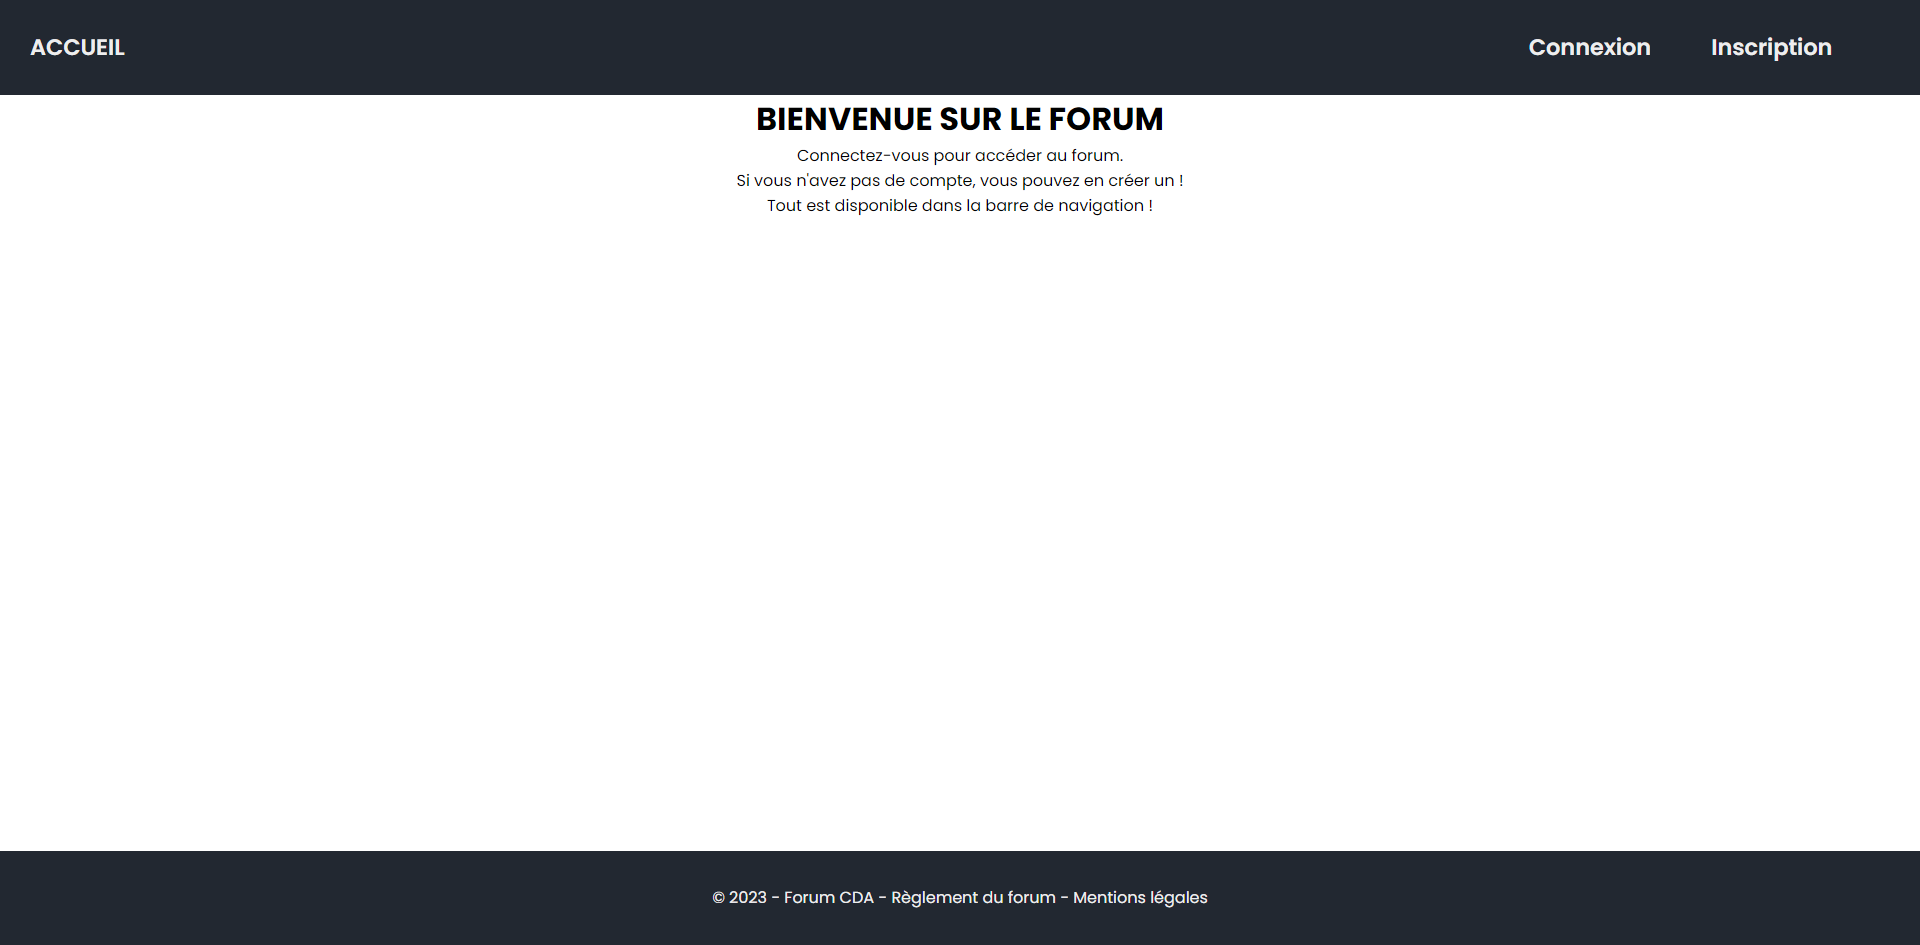 ACCUEIL Connexion Inscription
BIENVENUE SUR LE FORUM
Connectez-vous pour accéder au forum.
Si vous n'avez pas de compte, vous pouvez en créer un !
Tout est disponible dans la barre de navigation !
© 2023 - Forum CDA - Règlement du forum - Mentions légales